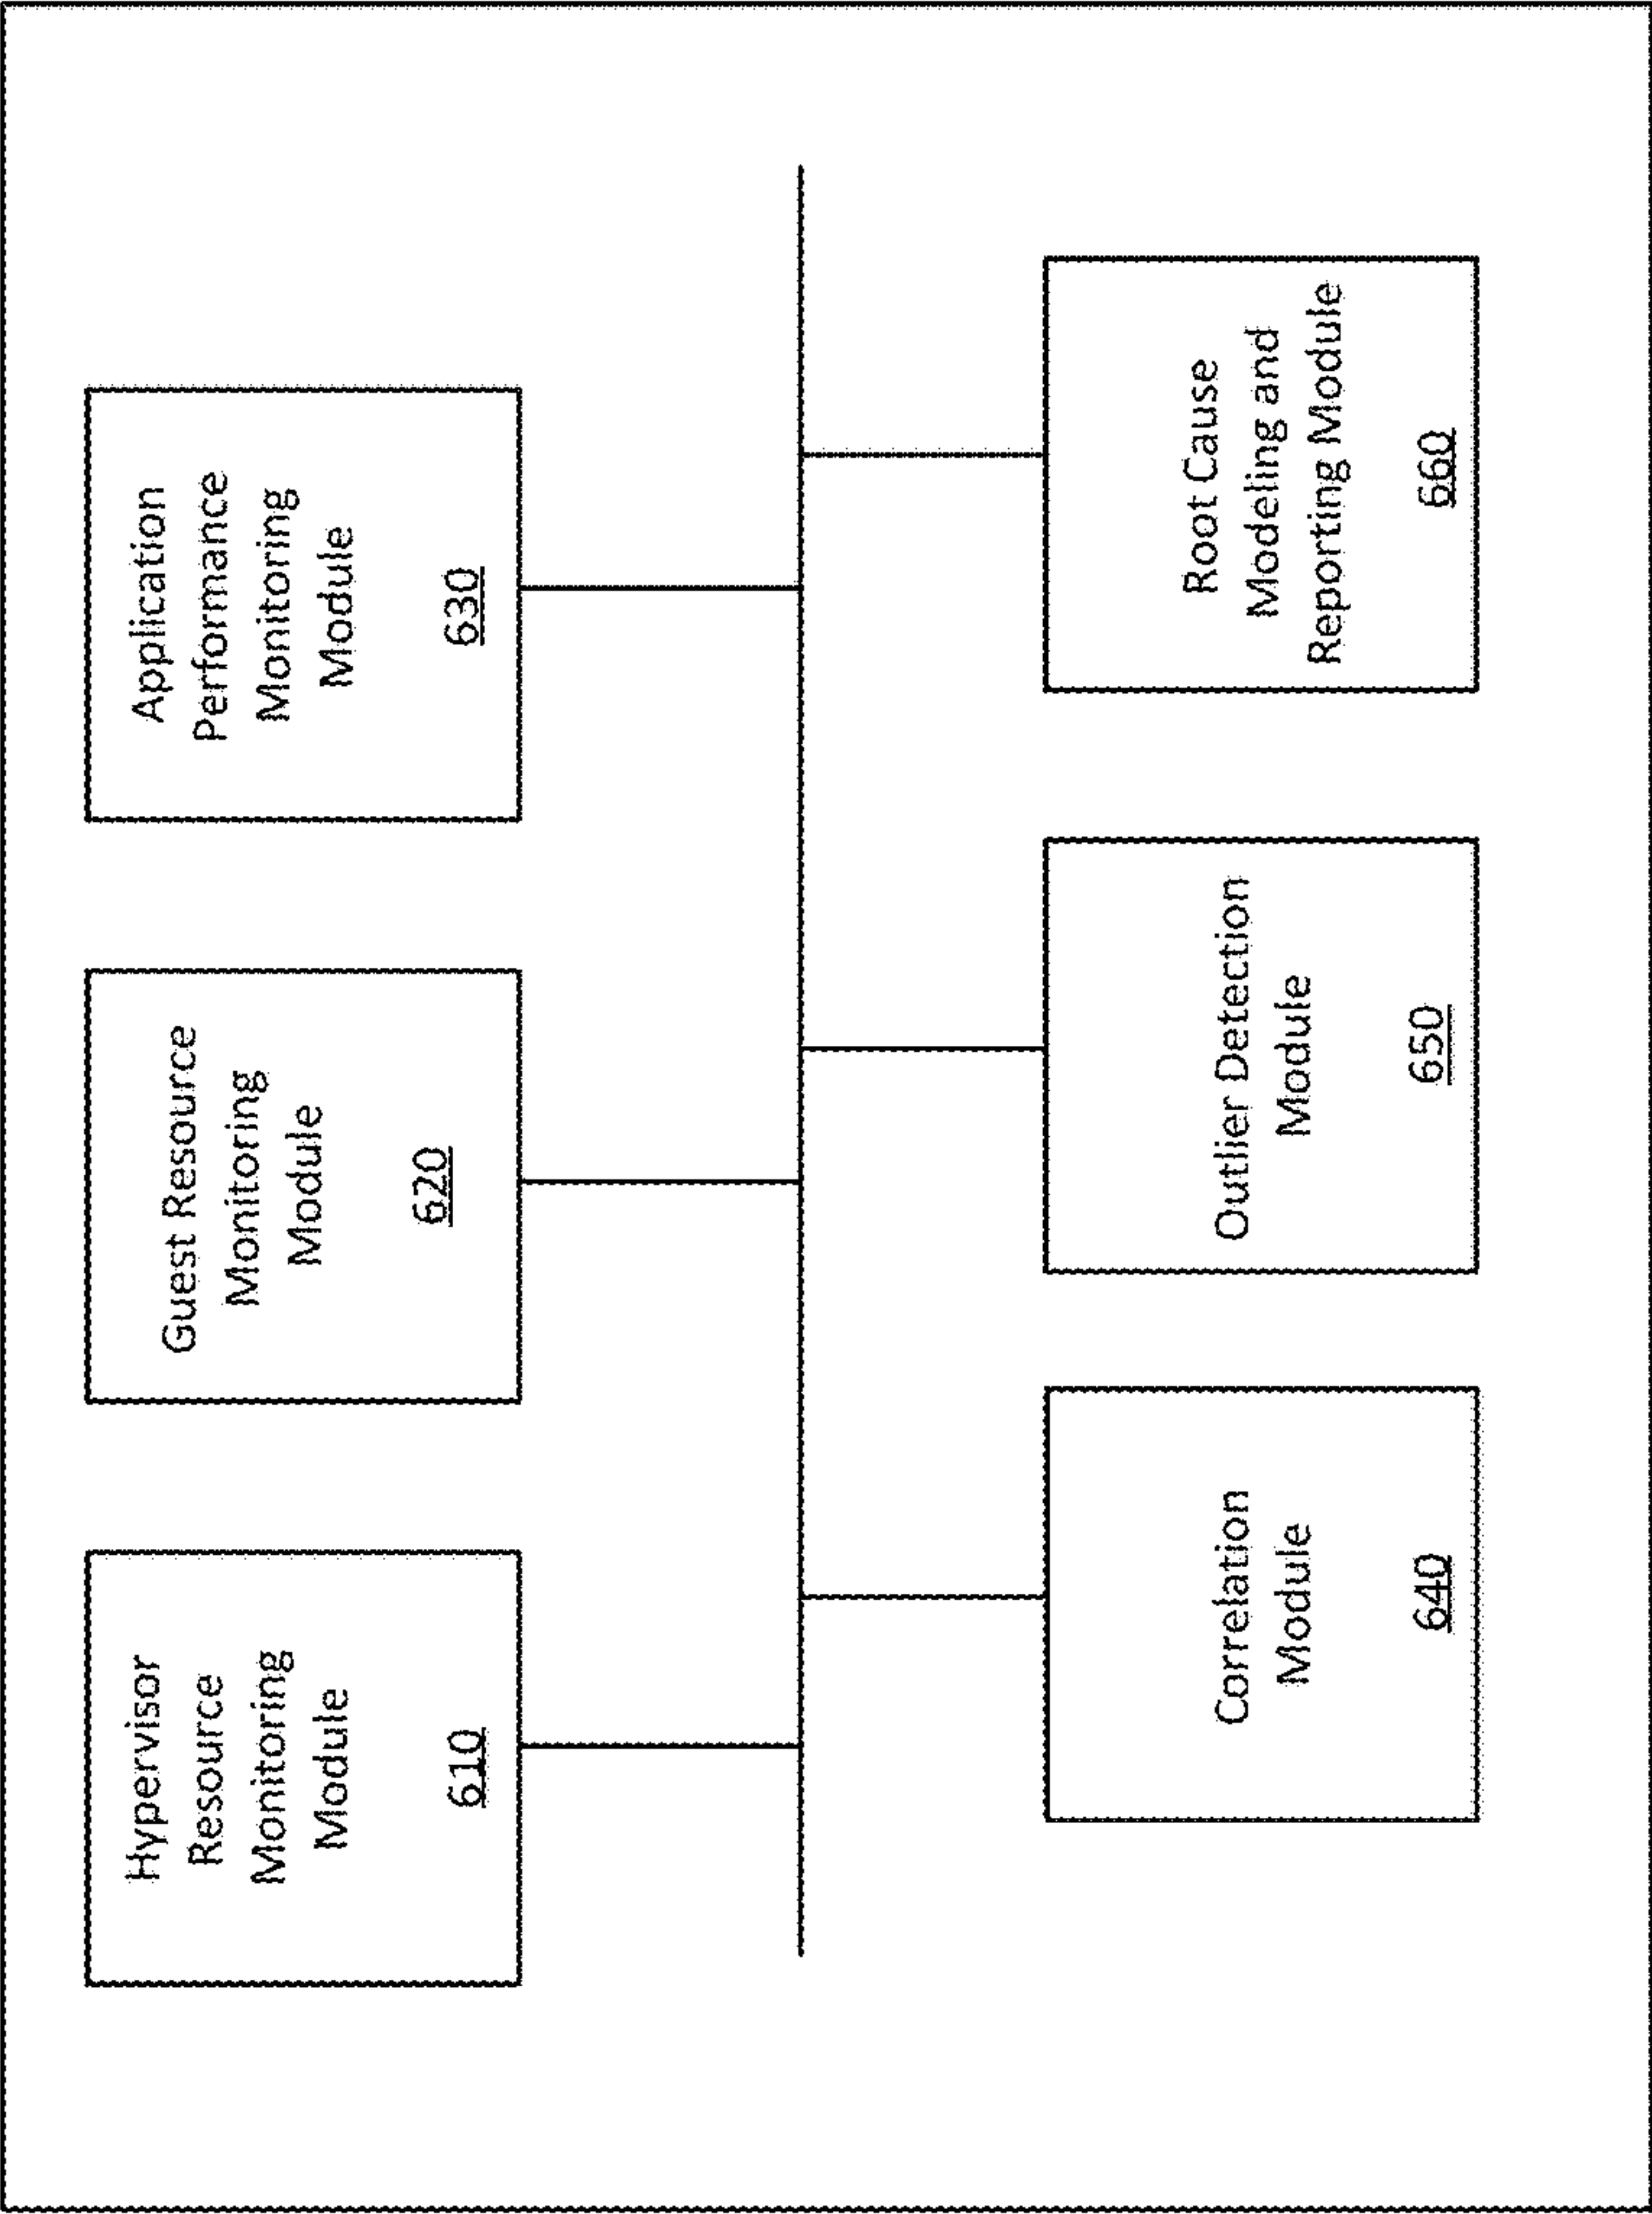 Hypervisor
Resource
Monitoring
Module
610
Guest Resource
Monitoring
Module
620
Application
Performance
Monitoring
Module
630
Correlation
Module
640
Outlier Detection
Module
650
Root Cause
Modeling and
Reporting Module
660